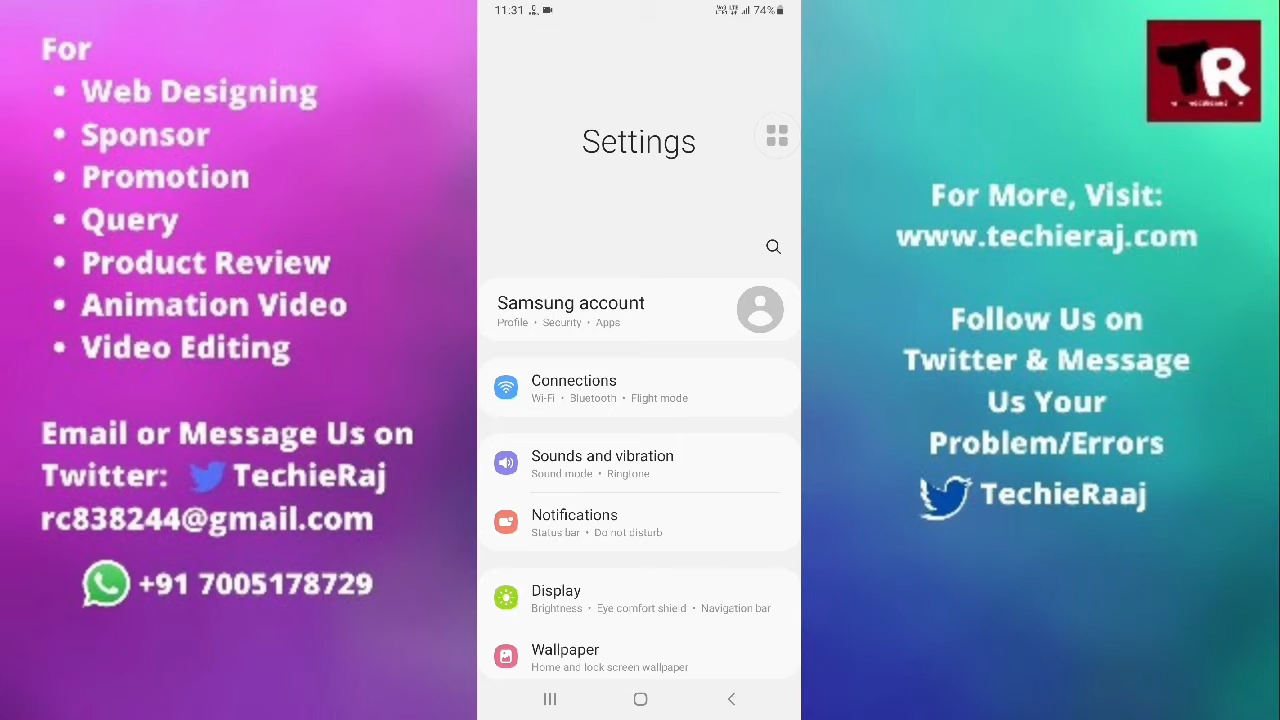 For
• Web Designing
• Sponsor
• Promotion
• Query
• Product Review
• Animation Video
• Video Editing
Email or Message Us on
Twitter: TechieRaj
rc838244@gmail.com
+91 7005178729
11:31
74%
Settings
Samsung account
Profile • Security • Apps
Connections
Wi-Fi • Bluetooth • Flight mode
Sounds and vibration
Sound mode • Ringtone
Notifications
Status bar • Do not disturb
Display
Brightness • Eye comfort shield • Navigation bar
Wallpaper
Home and lock screen wallpaper
TR
For More, Visit:
www.techieraj.com
Follow Us on
Twitter & Message
Us Your
Problem/Errors
TechieRaaj